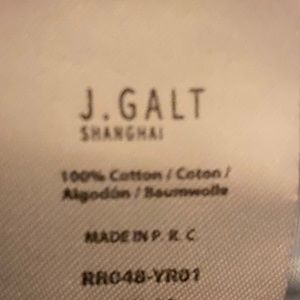 J.GALT
SHANGHAI
100% Cotton / Coton /
Algodón / Baumwolle
MADE IN P. R. C.
RR048-YR01